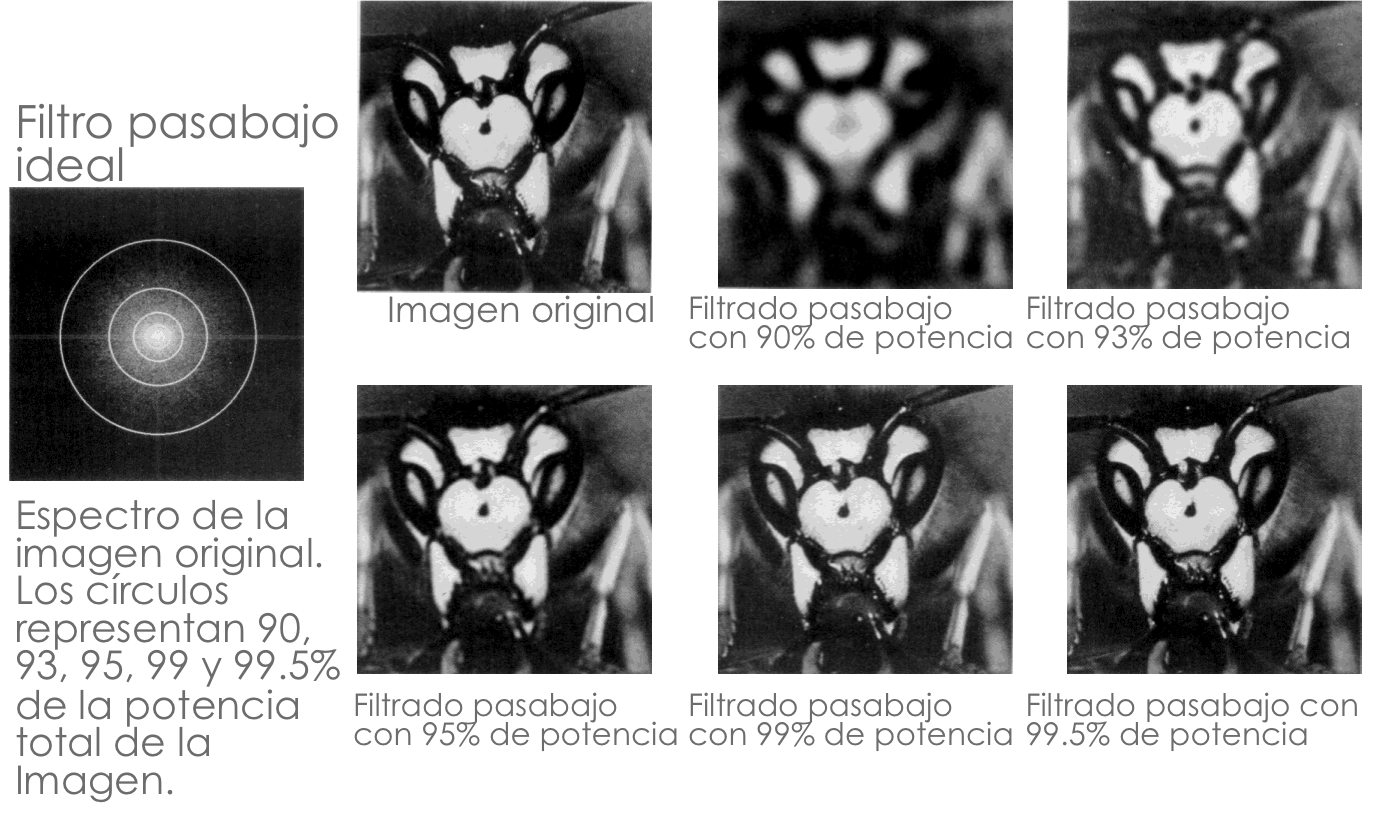 Filtro pasabajo
ideal
Espectro de la
imagen original.
Los círculos
representan 90,
93, 95, 99 y 99.5%
de la potencia
total de la
Imagen.
Imagen original
Filtrado pasabajo
con 90% de potencia
Filtrado pasabajo
con 93% de potencia
Filtrado pasabajo
con 95% de potencia
Filtrado pasabajo
con 99% de potencia
Filtrado pasabajo con
99.5% de potencia